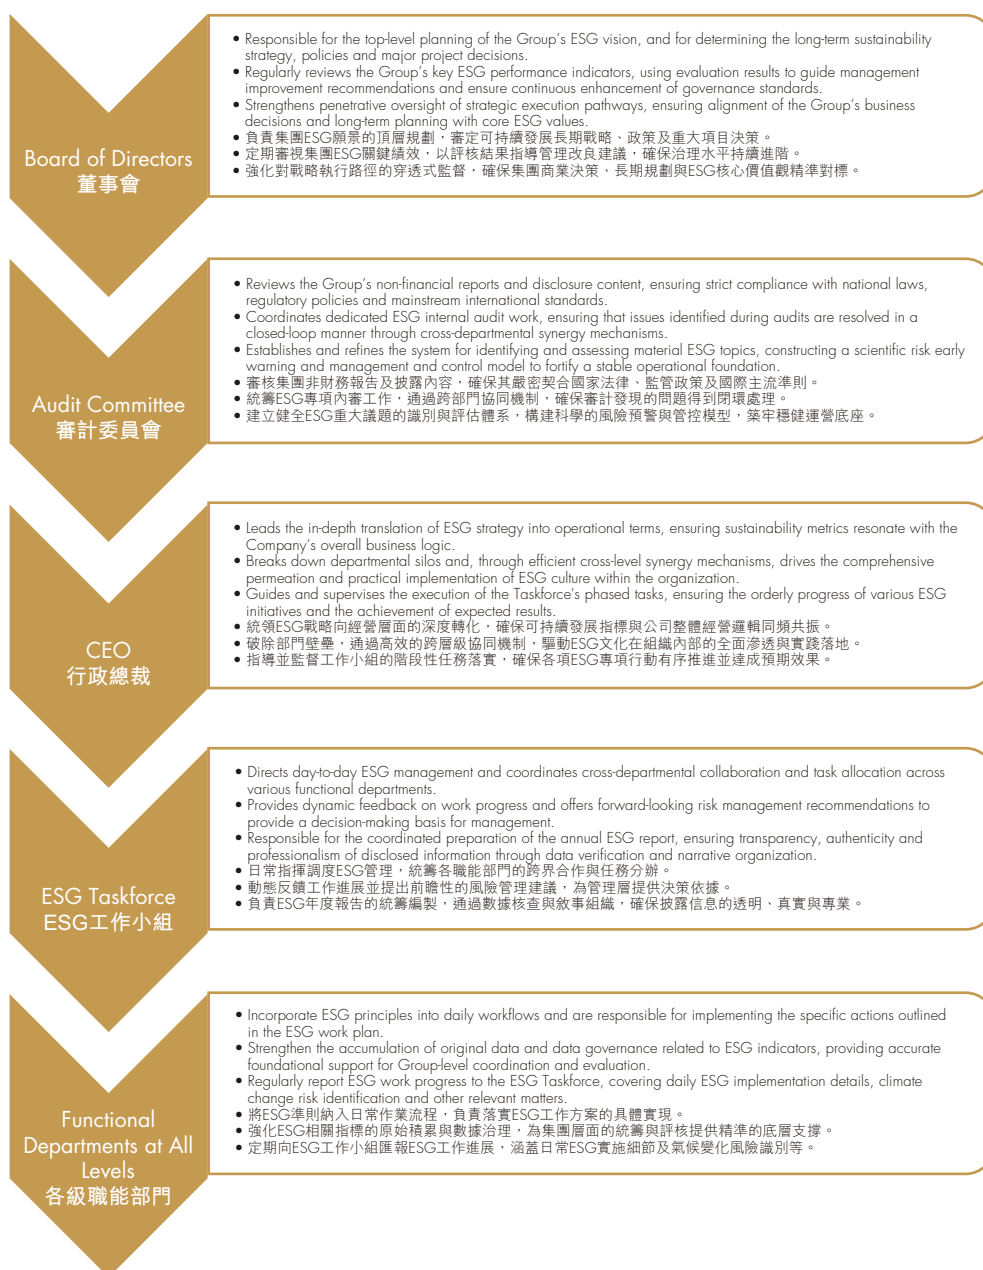 Board of Directors
董事會
• Responsible for the top-level planning of the Group's ESG vision, and for determining the long-term sustainability
strategy, policies and major project decisions.
• Regularly reviews the Group's key ESG performance indicators, using evaluation results to guide management
improvement recommendations and ensure continuous enhancement of governance standards.
• Strengthens penetrative oversight of strategic execution pathways, ensuring alignment of the Group's business
decisions and long-term planning with core ESG values.
• 負責集團ESG願景的頂層規劃，審定可持續發展長期戰略、政策及重大項目決策。
• 定期審視集團ESG關鍵績效，以評核結果指導管理改良建議，確保治理水平持續進階。
• 強化對戰略執行路徑的穿透式監督，確保集團商業決策、長期規劃與ESG核心價值觀精準對標。
Audit Committee
審計委員會
• Reviews the Group's non-financial reports and disclosure content, ensuring strict compliance with national laws,
regulatory policies and mainstream international standards.
• Coordinates dedicated ESG internal audit work, ensuring that issues identified during audits are resolved in a
closed-loop manner through cross-departmental synergy mechanisms.
• Establishes and refines the system for identifying and assessing material ESG topics, constructing a scientific risk early
warning and management and control model to fortify a stable operational foundation.
• 審核集團非財務報告及披露內容，確保其嚴密契合國家法律、監管政策及國際主流準則。
• 統籌ESG專項內審工作，通過跨部門協同機制，確保審計發現的問題得到閉環處理。
• 建立健全ESG重大議題的識別與評估體系，構建科學的風險預警與管控模型，築牢穩健運營底座。
CEO
行政總裁
• Leads the in-depth translation of ESG strategy into operational terms, ensuring sustainability metrics resonate with the
Company's overall business logic.
• Breaks down departmental silos and, through efficient cross-level synergy mechanisms, drives the comprehensive
permeation and practical implementation of ESG culture within the organization.
• Guides and supervises the execution of the Taskforce's phased tasks, ensuring the orderly progress of various ESG
initiatives and the achievement of expected results.
• 統領ESG戰略向經營層面的深度轉化，確保可持續發展指標與公司整體經營邏輯同頻共振。
• 破除部門壁壘，通過高效的跨層級協同機制，驅動ESG文化在組織內部的全面滲透與實踐落地。
• 指導並監督工作小組的階段性任務落實，確保各項ESG專項行動有序推進並達成預期效果。
ESG Taskforce
ESG工作小組
• Directs day-to-day ESG management and coordinates cross-departmental collaboration and task allocation across
various functional departments.
• Provides dynamic feedback on work progress and offers forward-looking risk management recommendations to
provide a decision-making basis for management.
• Responsible for the coordinated preparation of the annual ESG report, ensuring transparency, authenticity and
professionalism of disclosed information through data verification and narrative organization.
• 日常指揮調度ESG管理，統籌各職能部門的跨界合作與任務分辦。
• 動態反饋工作進展並提出前瞻性的風險管理建議，為管理層提供決策依據。
• 負責ESG年度報告的統籌編製，通過數據核查與敘事組織，確保披露信息的透明、真實與專業。
Functional
Departments at All
Levels
各級職能部門
• Incorporate ESG principles into daily workflows and are responsible for implementing the specific actions outlined
in the ESG work plan.
• Strengthen the accumulation of original data and data governance related to ESG indicators, providing accurate
foundational support for Group-level coordination and evaluation.
• Regularly report ESG work progress to the ESG Taskforce, covering daily ESG implementation details, climate
change risk identification and other relevant matters.
• 將ESG準則納入日常作業流程，負責落實ESG工作方案的具體實現。
• 強化ESG相關指標的原始積累與數據治理，為集團層面的統籌與評核提供精準的底層支撐。
• 定期向ESG工作小組匯報ESG工作進展，涵蓋日常ESG實施細節及氣候變化風險識別等。